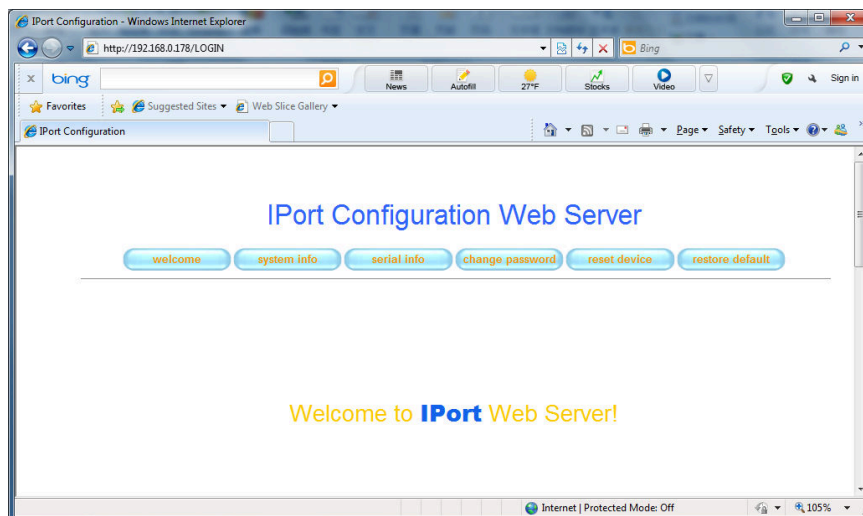 IPort Configuration - Windows Internet Explorer
http://192.168.0.178/LOGIN
Bing
x bing News Autofill 27°F Stocks Video Sign in
Favorites Suggested Sites Web Slice Gallery
IPort Configuration Page Safety Tools
IPort Configuration Web Server
welcome system info serial info change password reset device restore default
Welcome to IPort Web Server!
Internet | Protected Mode: Off 105%